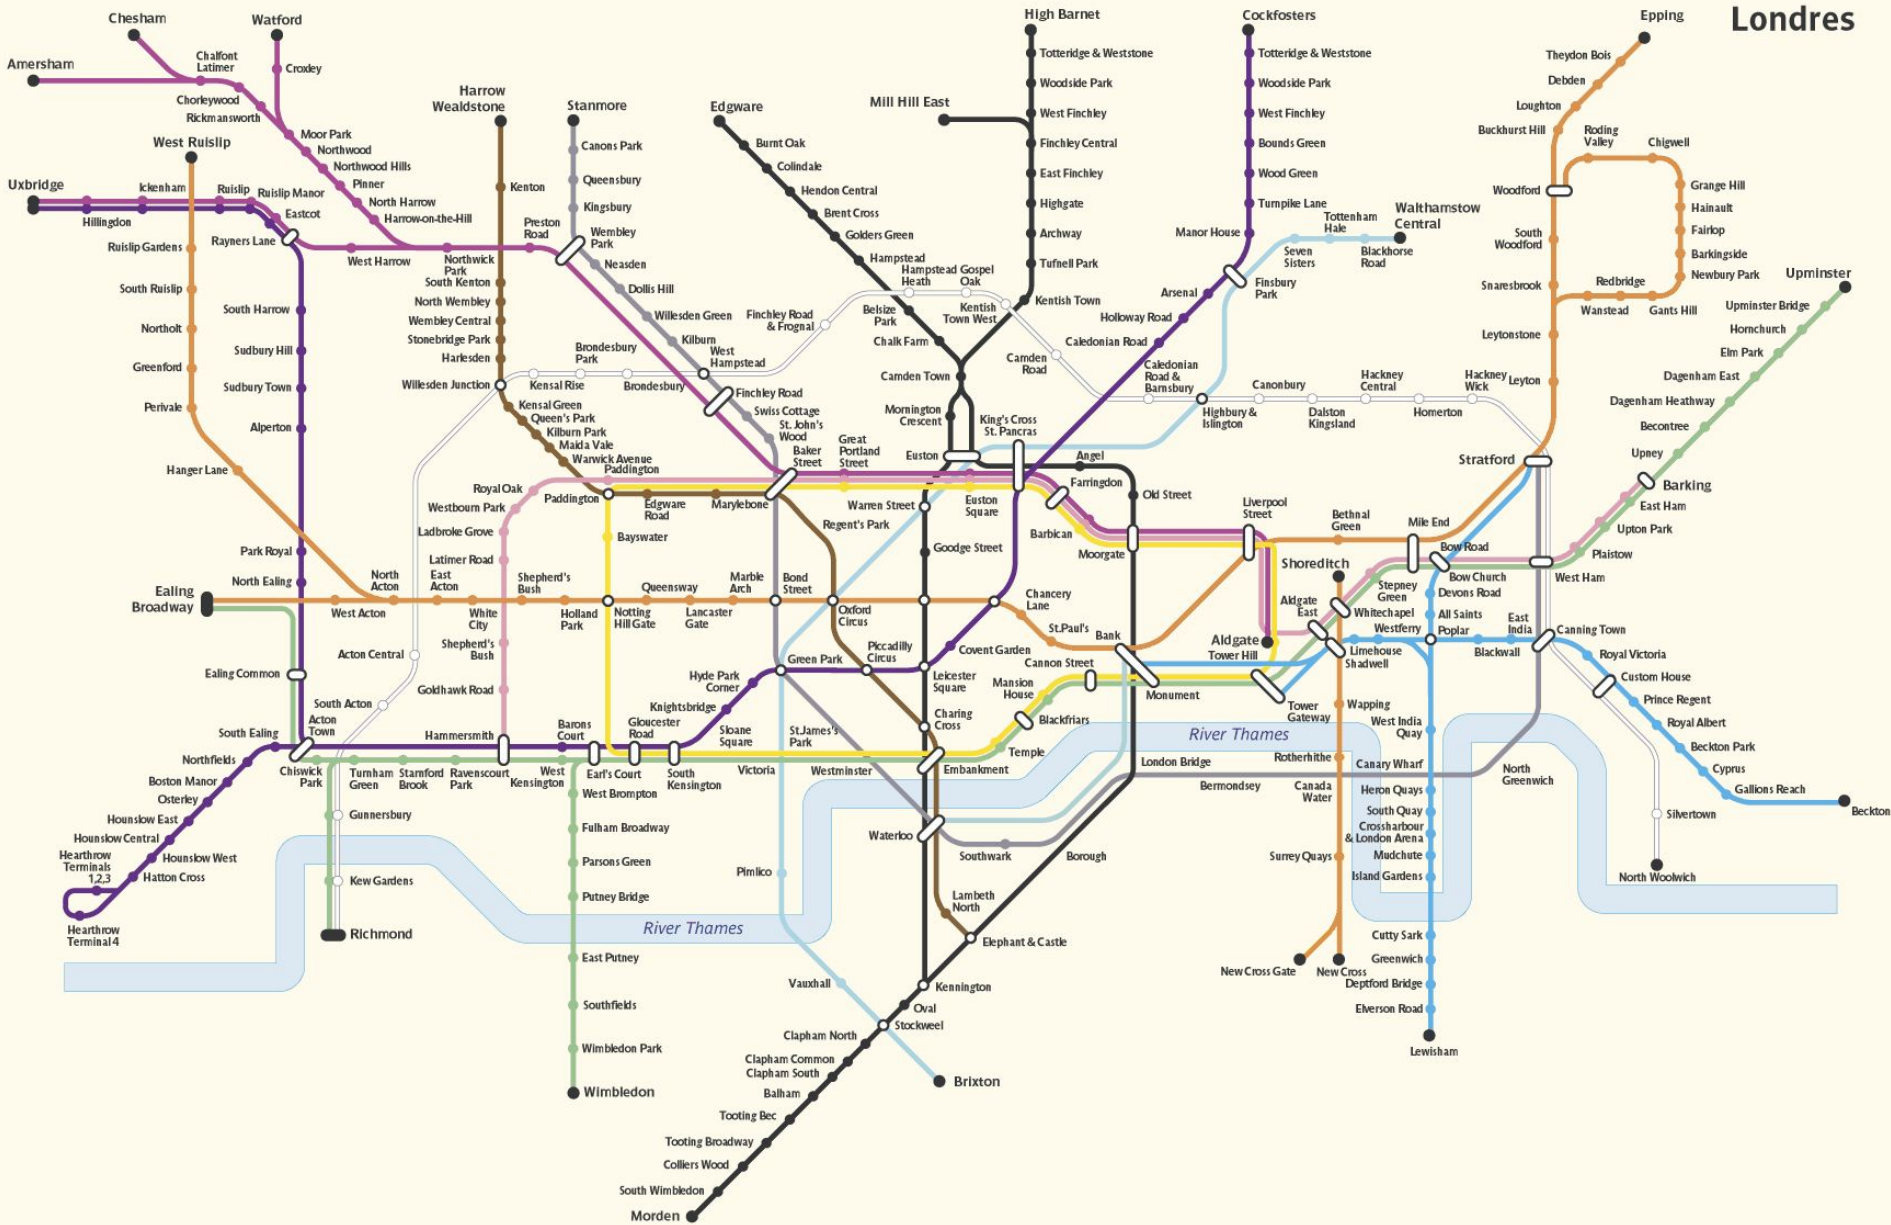 Londres
Chesham
Watford
Amersham
Chalfont
Latimer
Croxley
Chorleywood
Rickmansworth
Moor Park
Northwood
Northwood Hills
Pinner
North Harrow
Harrow-on-the-Hill
West Ruislip
Uxbridge
Ickenham
Ruislip
Ruislip Manor
Eastcot
Hillingdon
Rayners Lane
West Harrow
Northwick
Park
Preston
Road
Wembley
Park
Harrow
Wealdstone
Kenton
South Kenton
North Wembley
Wembley Central
Stonebridge Park
Harlesden
Willesden Junction
Kensal Green
Queen's Park
Kilburn Park
Maida Vale
Warwick Avenue
Paddington
Paddington
Stanmore
Canons Park
Queensbury
Kingsbury
Neasden
Dollis Hill
Willesden Green
Kilburn
West
Hampstead
Finchley Road
Swiss Cottage
St. John's
Wood
Baker
Street
Great
Portland
Street
Edgware
Burnt Oak
Colindale
Hendon Central
Brent Cross
Golders Green
Hampstead
Belsize
Park
Chalk Farm
Camden Town
Mornington
Crescent
Euston
Mill Hill East
High Barnet
Totteridge & Weststone
Woodside Park
West Finchley
Finchley Central
East Finchley
Highgate
Archway
Tufnell Park
Kentish Town
Cockfosters
Totteridge & Weststone
Woodside Park
West Finchley
Bounds Green
Wood Green
Turnpike Lane
Manor House
Finsbury
Park
Arsenal
Holloway Road
Caledonian Road
King's Cross
St. Pancras
Seven
Sisters
Tottenham
Hale
Blackhorse
Road
Walthamstow
Central
Epping
Theydon Bois
Debden
Loughton
Buckhurst Hill
Roding
Valley
Chigwell
Woodford
Grange Hill
Hainault
Fairlop
Barkingside
Newbury Park
South
Woodford
Snaresbrook
Redbridge
Wanstead
Gants Hill
Leytonstone
Leyton
Stratford
Upminster
Upminster Bridge
Hornchurch
Elm Park
Dagenham East
Dagenham Heathway
Becontree
Upney
Barking
East Ham
Upton Park
Plaistow
West Ham
Ruislip Gardens
South Ruislip
Northolt
Greenford
Perivale
Hanger Lane
South Harrow
Sudbury Hill
Sudbury Town
Alperton
Park Royal
North Ealing
Ealing
Broadway
West Acton
North
Acton
East
Acton
White
City
Shepherd's
Bush
Holland
Park
Notting
Hill Gate
Queensway
Lancaster
Gate
Marble
Arch
Bond
Street
Oxford
Circus
Chancery
Lane
St.Paul's
Bank
Liverpool
Street
Bethnal
Green
Mile End
Finchley Road
& Frognal
Hampstead
Heath
Gospel
Oak
Kentish
Town West
Camden
Road
Caledonian
Road &
Barnsbury
Highbury &
Islington
Canonbury
Dalston
Kingsland
Hackney
Central
Homerton
Hackney
Wick
Brondesbury
Park
Kensal Rise
Brondesbury
Acton Central
South Acton
Gunnersbury
Kew Gardens
Richmond
Royal Oak
Westbourn Park
Ladbroke Grove
Latimer Road
Shepherd's
Bush
Goldhawk Road
Hammersmith
Edgware
Road
Marylebone
Bayswater
Regent's Park
Warren Street
Euston
Square
Goodge Street
Angel
Farringdon
Old Street
Barbican
Moorgate
Shoreditch
Aldgate
East
Whitechapel
Stepney
Green
Bow Road
Bow Church
Devons Road
All Saints
Poplar
Westferry
Limehouse
Shadwell
East
India
Blackwall
Canning Town
Royal Victoria
Custom House
Prince Regent
Royal Albert
Beckton Park
Cyprus
Gallions Reach
Beckton
Silvertown
North Woolwich
Aldgate
Tower Hill
Tower
Gateway
Monument
Cannon Street
Mansion
House
Blackfriars
Temple
Embankment
Westminster
St.James's
Park
Victoria
Sloane
Square
South
Kensington
Gloucester
Road
Earl's Court
Barons
Court
West
Kensington
Ravenscourt
Park
Stamford
Brook
Turnham
Green
Chiswick
Park
Acton
Town
Ealing Common
South Ealing
Northfields
Boston Manor
Osterley
Hounslow East
Hounslow Central
Hounslow West
Hatton Cross
Hearthrow
Terminals
1,2,3
Hearthrow
Terminal 4
Knightsbridge
Hyde Park
Corner
Green Park
Piccadilly
Circus
Leicester
Square
Covent Garden
Charing
Cross
Waterloo
Southwark
Borough
London Bridge
Bermondsey
Canada
Water
Canary Wharf
North
Greenwich
River Thames
River Thames
Wapping
Rotherhithe
Surrey Quays
New Cross Gate
New Cross
West India
Quay
Heron Quays
South Quay
Crossharbour
& London Arena
Mudchute
Island Gardens
Cutty Sark
Greenwich
Deptford Bridge
Elverson Road
Lewisham
West Brompton
Fulham Broadway
Parsons Green
Putney Bridge
East Putney
Southfields
Wimbledon Park
Wimbledon
Pimlico
Vauxhall
Stockweel
Brixton
Lambeth
North
Elephant & Castle
Kennington
Oval
Clapham North
Clapham Common
Clapham South
Balham
Tooting Bec
Tooting Broadway
Colliers Wood
South Wimbledon
Morden